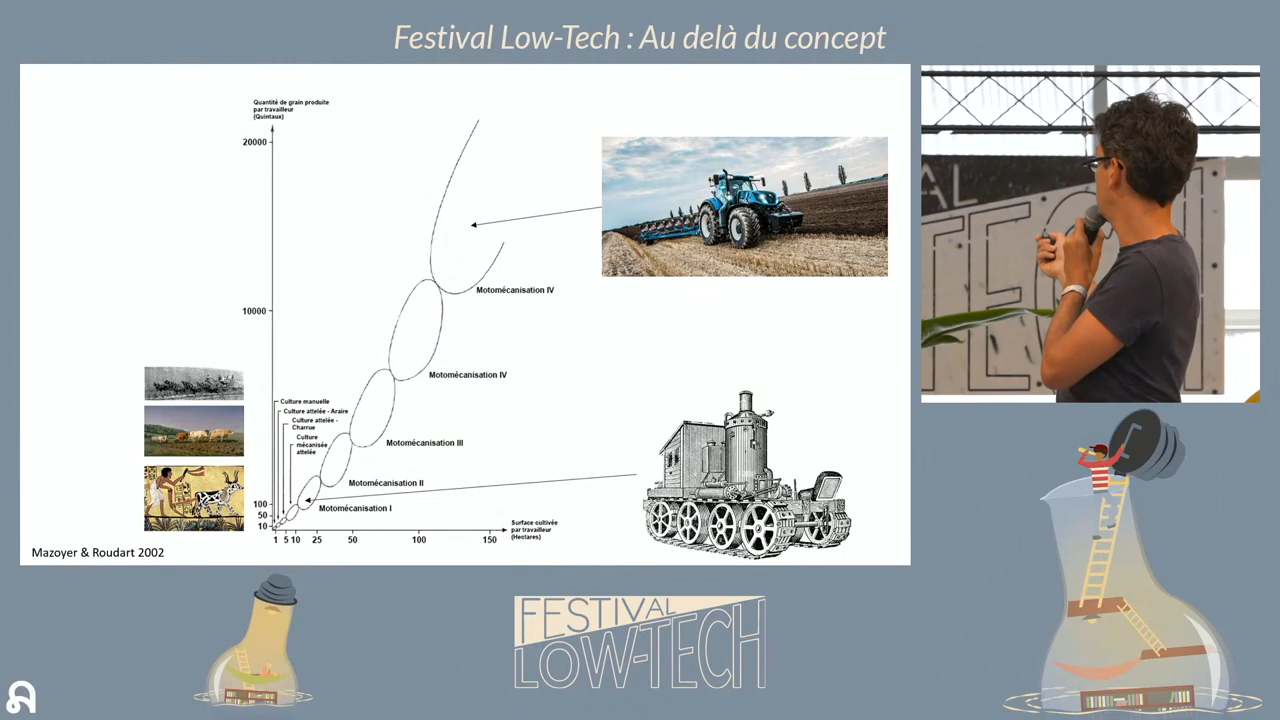 Festival Low-Tech : Au delà du concept
Quantité de grain produite
par travailleur
(Quintaux)
20000
10000
Motomécanisation IV
Motomécanisation IV
Culture manuelle
Culture attelée - Araire
Culture attelée -
Charrue
Culture
mécanisée
attelée
Motomécanisation III
Motomécanisation II
Motomécanisation I
100
50
10
1 5 10 25 50 100 150
Surface cultivée
par travailleur
(Hectares)
Mazoyer & Roudart 2002
AL
TEC
FESTIVAL
LOW-TECH